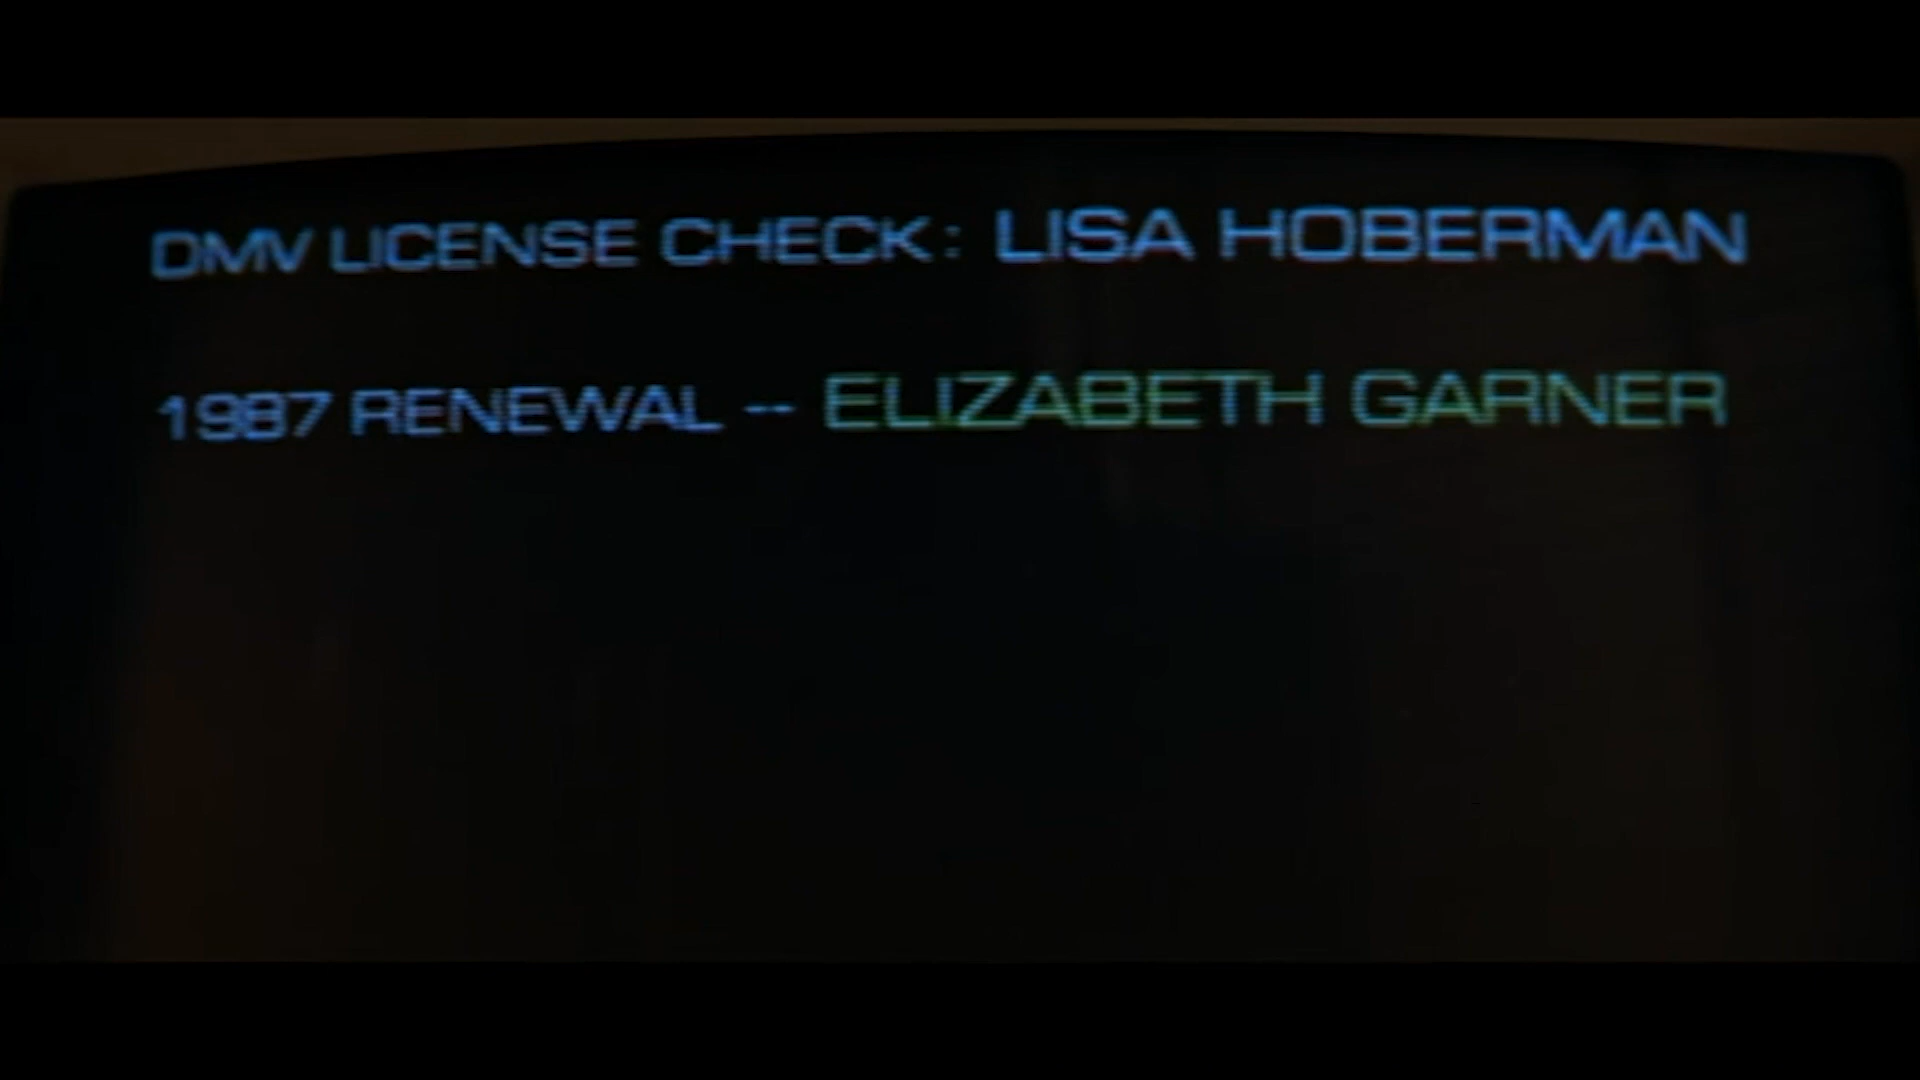 DMV LICENSE CHECK: LISA HOBERMAN
1987 RENEWAL -- ELIZABETH GARNER